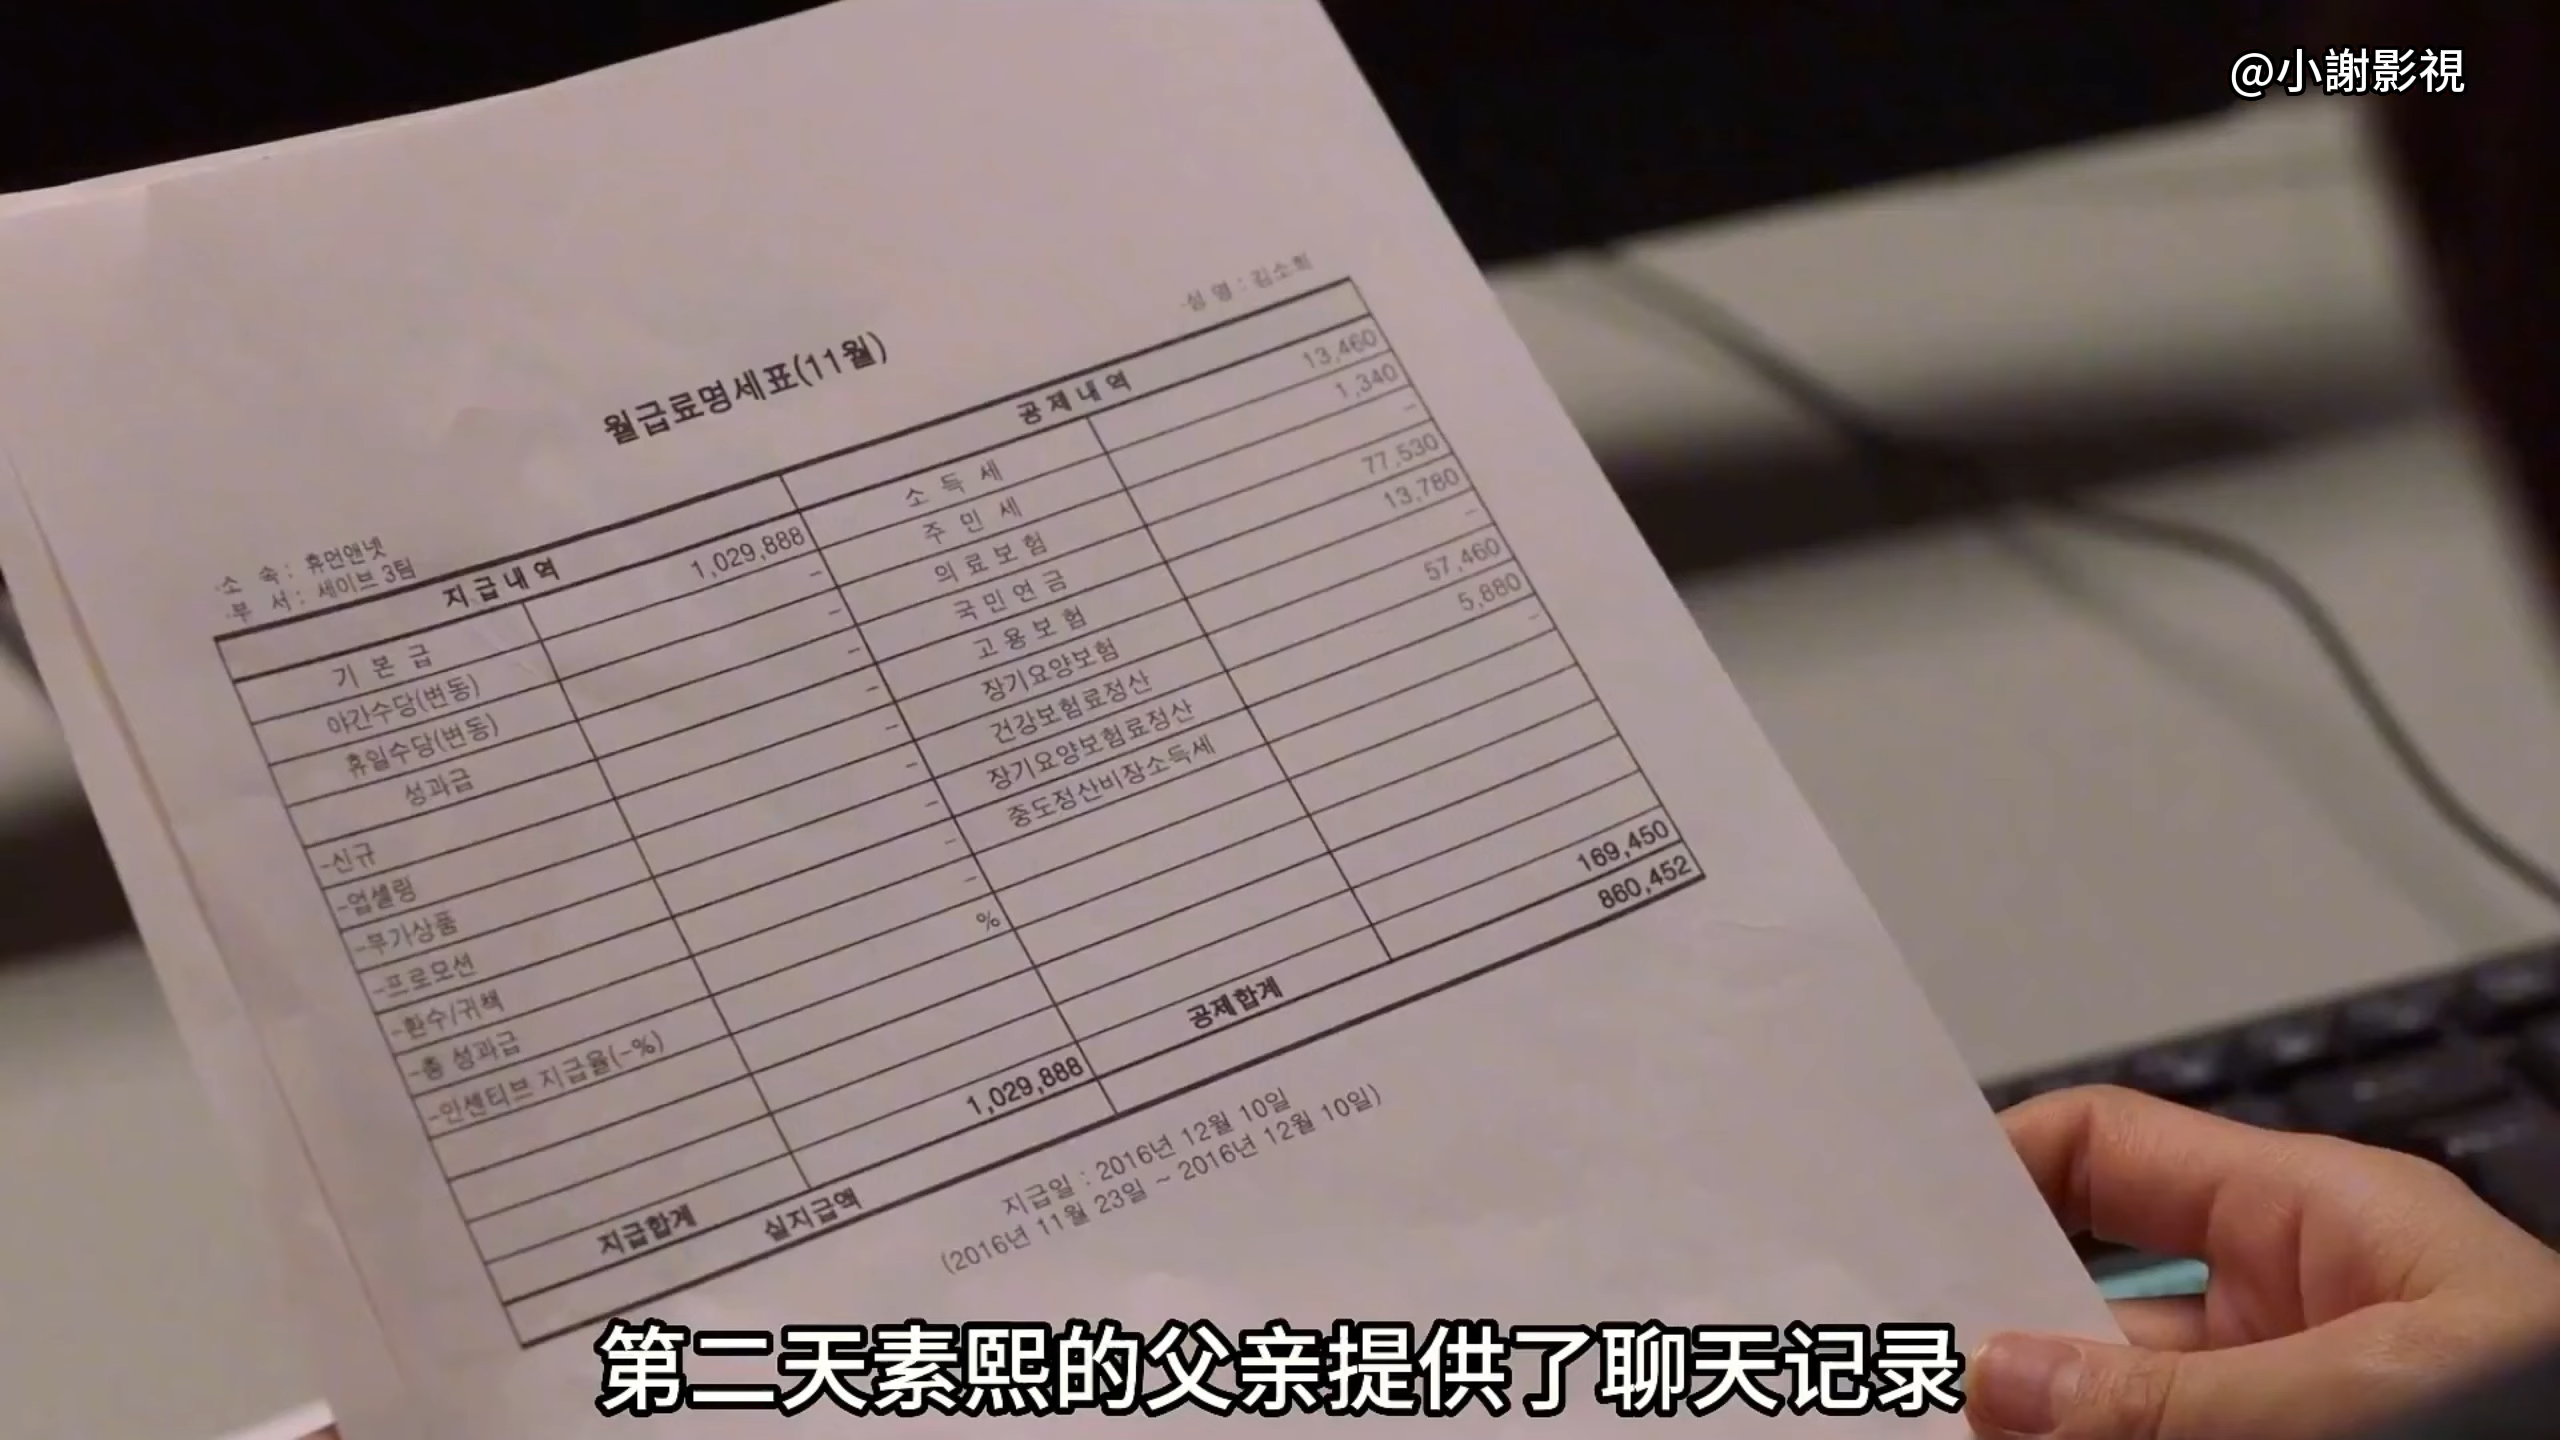 @小謝影視
월급료명세표(11월)
·성 명 : 김소희
·소 속 : 휴먼앤넷
·부 서 : 세이브 3팀
지 급 내 역
공 제 내 역
기 본 급 1,029,888 소 득 세 13,460
야간수당(변동) - 주 민 세 1,340
휴일수당(변동) - 의 료 보 험 -
성과급 - 국 민 연 금 77,530
- 고 용 보 험 13,780
-신규 - 장기요양보험 -
-업셀링 - 건강보험료정산 57,460
-부가상품 - 장기요양보험료정산 5,880
-프로모션 - 중도정산비장소득세 -
-환수/귀책 -
-총 성과급
-인센티브 지급율(-%) %
지급합계 1,029,888 공제합계 169,450
실지급액 860,452
지급일 : 2016년 12월 10일
(2016년 11월 23일 ~ 2016년 12월 10일)
第二天素熙的父亲提供了聊天记录